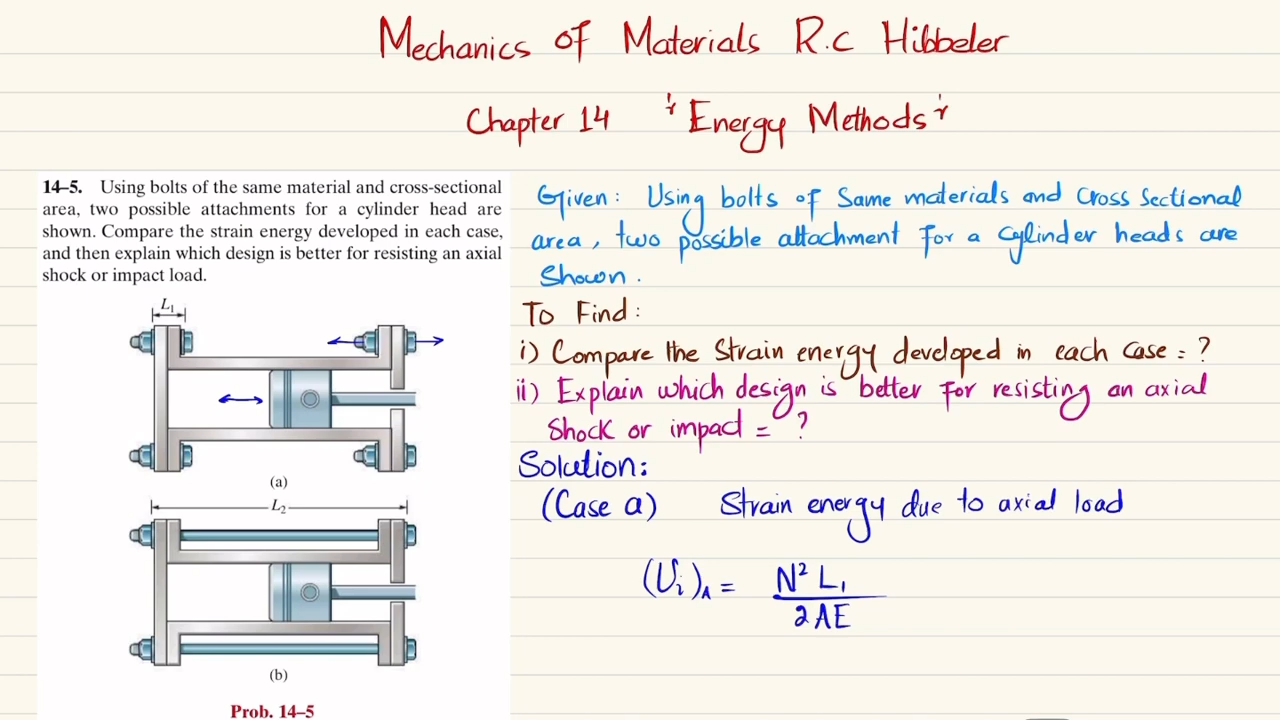 Mechanics of Materials R.c Hibbeler
Chapter 14 "Energy Methods"
14–5. Using bolts of the same material and cross-sectional
area, two possible attachments for a cylinder head are
shown. Compare the strain energy developed in each case,
and then explain which design is better for resisting an axial
shock or impact load.
L₁
(a)
L₂
(b)
Prob. 14–5
Given: Using bolts of Same materials and Cross Sectional
area, two possible attachment for a cylinder heads are
Shown.
To Find:
i) Compare the Strain energy developed in each Case = ?
ii) Explain which design is better for resisting an axial
Shock or impact = ?
Solution:
(Case a) Strain energy due to axial load
(Uᵢ)ᴀ = N² L₁
2AE